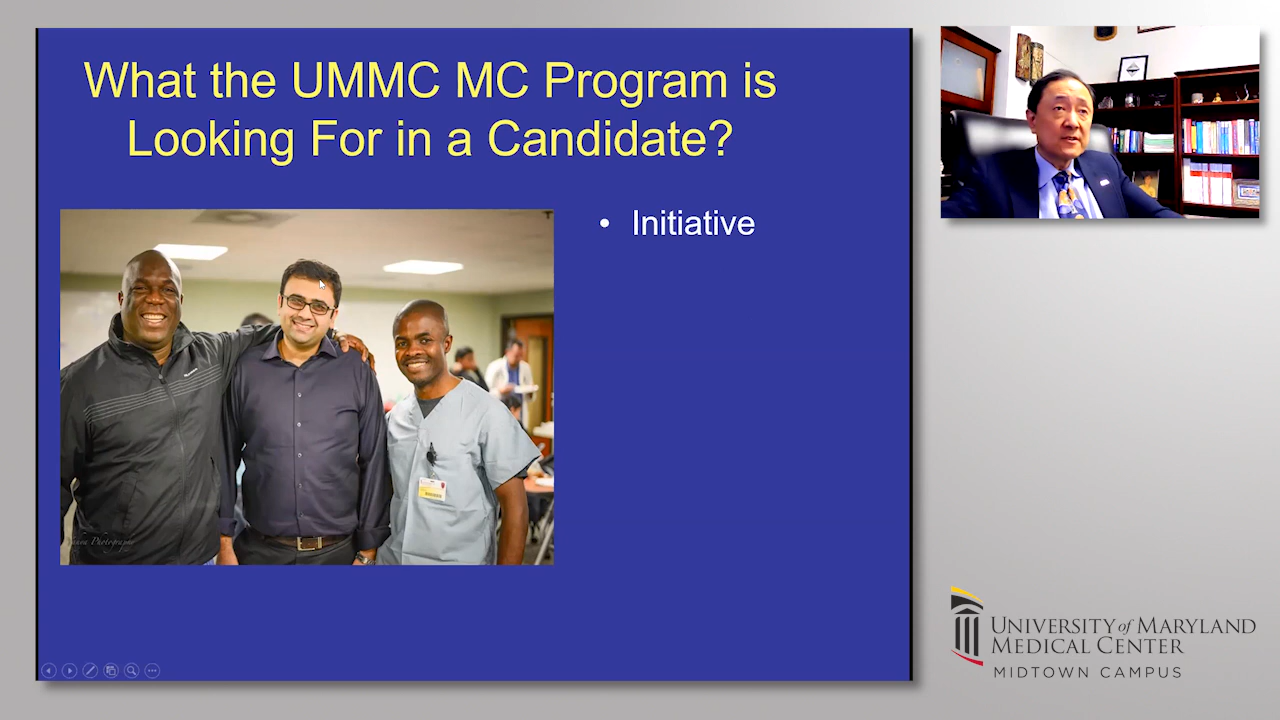 What the UMMC MC Program is
Looking For in a Candidate?
• Initiative
UNIVERSITY of MARYLAND
MEDICAL CENTER
MIDTOWN CAMPUS